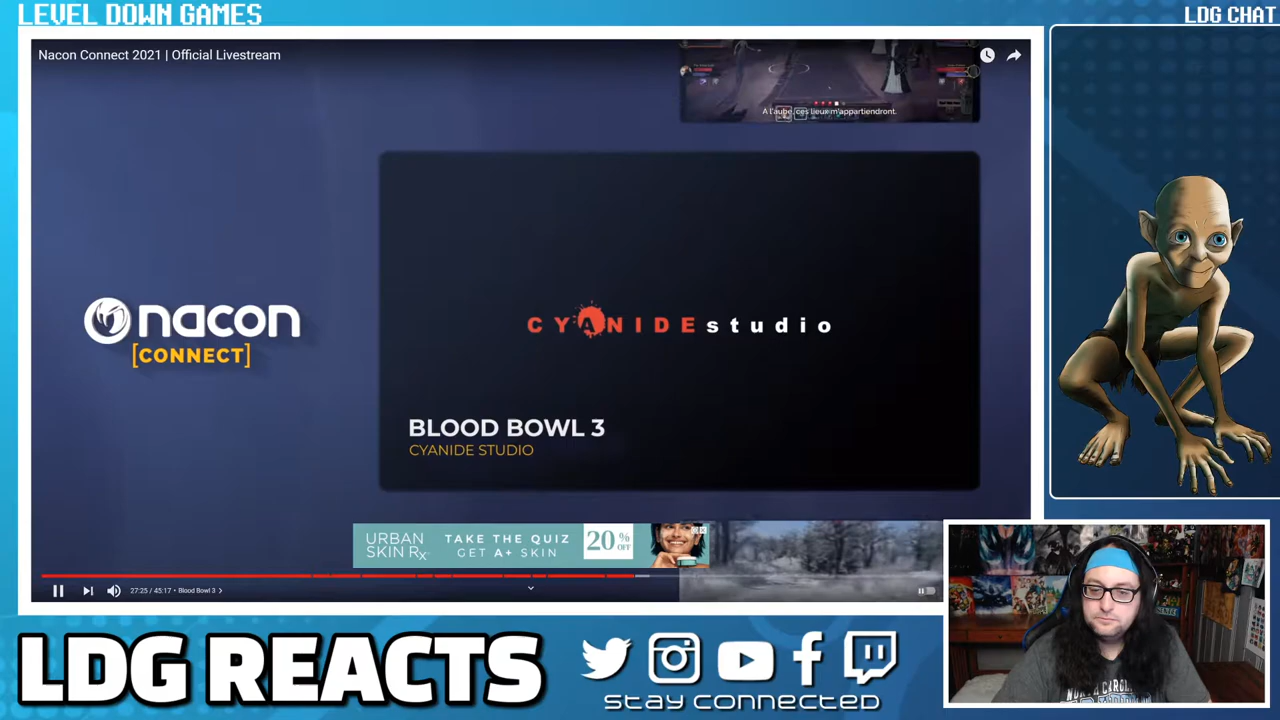 LEVEL DOWN GAMES
LDG CHAT
Nacon Connect 2021 | Official Livestream
À l'aube, ces lieux m'appartiendront.
nacon
[CONNECT]
CYANIDE studio
BLOOD BOWL 3
CYANIDE STUDIO
URBAN SKIN Rx
TAKE THE QUIZ
GET A+ SKIN
20% OFF
27:25 / 45:17 • Blood Bowl 3 >
LDG REACTS
STAY CONNECTED
NORTH CAROLINA